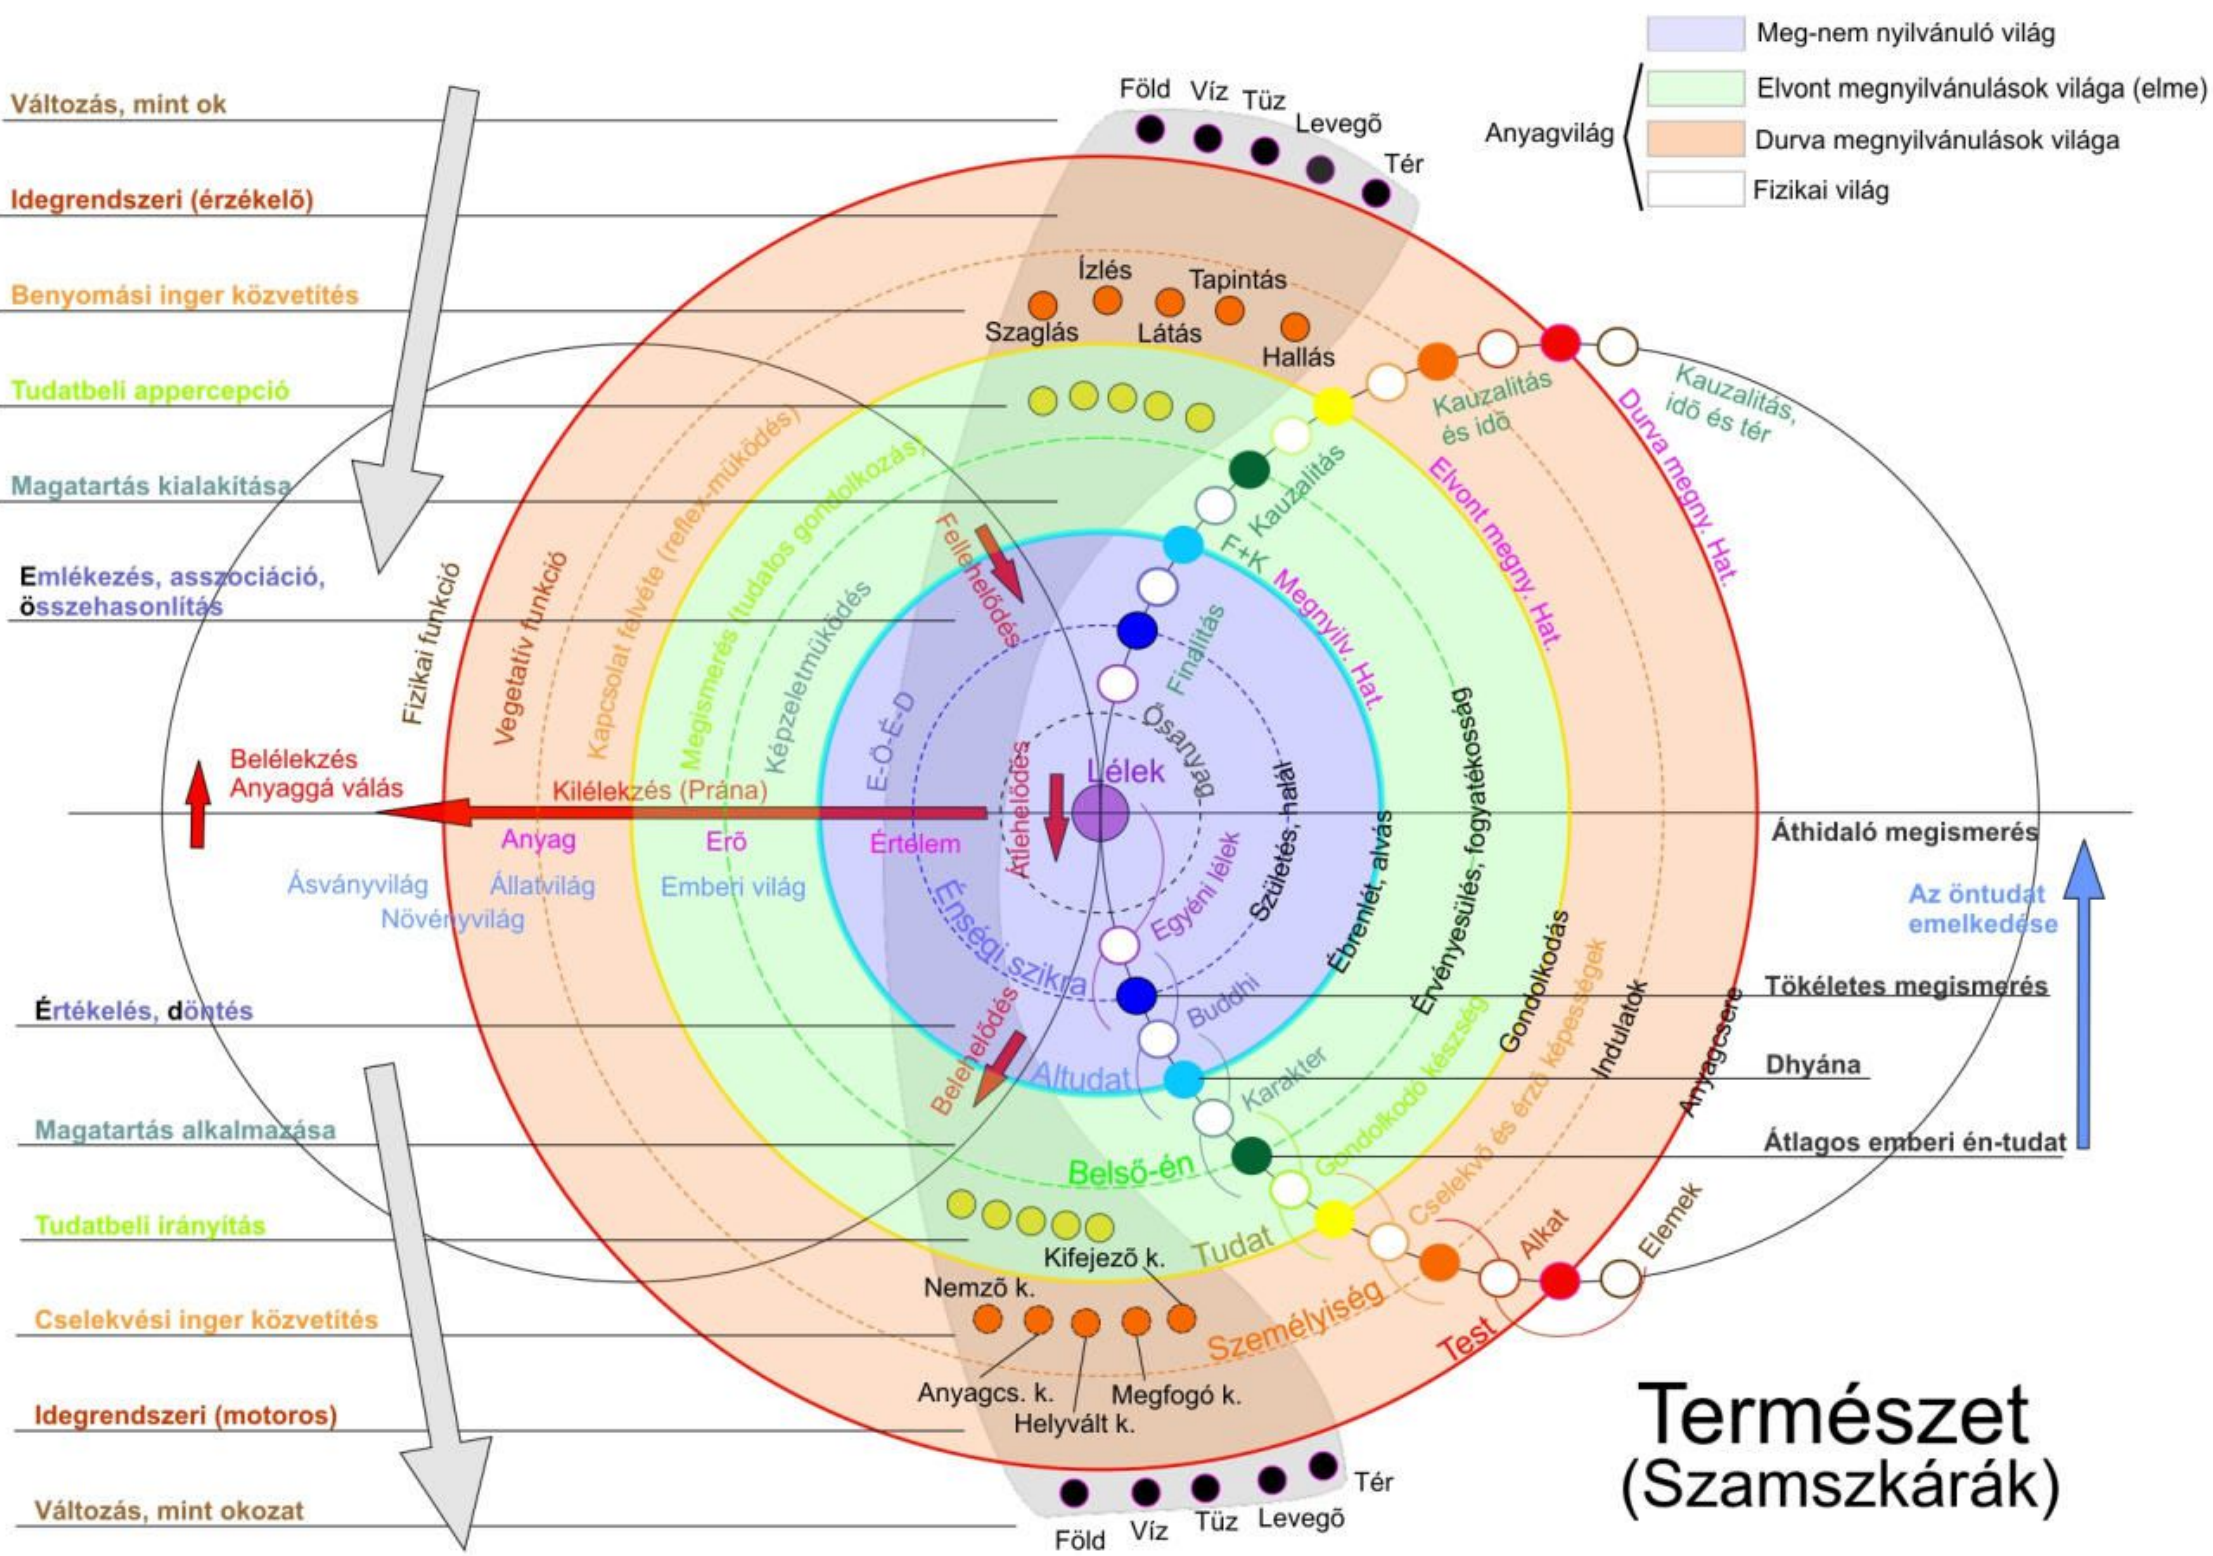 Meg-nem nyilvánuló világ
Elvont megnyilvánulások világa (elme)
Anyagvilág
Durva megnyilvánulások világa
Fizikai világ
Föld
Víz
Tüz
Levegõ
Tér
Változás, mint ok
Idegrendszeri (érzékelõ)
Benyomási inger közvetítés
Tudatbeli appercepció
Magatartás kialakítása
Emlékezés, asszociáció,
összehasonlítás
Ízlés
Tapintás
Szaglás
Látás
Hallás
Kauzalitás
és idõ
Kauzalitás,
idõ és tér
Durva megny. Hat.
Elvont megny. Hat.
Kauzalitás
F+K
Megnyilv. Hat.
Finalitás
Õsanyag
Lélek
Fizikai funkció
Vegetatív funkció
Kapcsolat felvéte (reflex-müködés)
Megismerés (tudatos gondolkozás)
Képzeletmüködés
E-Ö-É-D
Fellehelõdés
Átlehelõdés
Belehelõdés
Belélekzés
Anyaggá válás
Kilélekzés (Prána)
Anyag
Erõ
Értelem
Ásványvilág
Állatvilág
Emberi világ
Növényvilág
Énségi szikra
Egyéni lélek
Születés, halál
Ébrenlét, alvás
Érvényesülés, fogyatékosság
Gondolkodás
Indulatok
Anyagcsere
Áthidaló megismerés
Az öntudat
emelkedése
Tökéletes megismerés
Dhyána
Átlagos emberi én-tudat
Értékelés, döntés
Magatartás alkalmazása
Tudatbeli irányítás
Cselekvési inger közvetítés
Idegrendszeri (motoros)
Változás, mint okozat
Buddhi
Altudat
Karakter
Belsõ-én
Gondolkodó készség
Tudat
Cselekvõ és érzõ képességek
Személyiség
Alkat
Test
Elemek
Kifejezõ k.
Nemzõ k.
Anyagcs. k.
Megfogó k.
Helyvált k.
Föld
Víz
Tüz
Levegõ
Tér
Természet
(Szamszkárák)